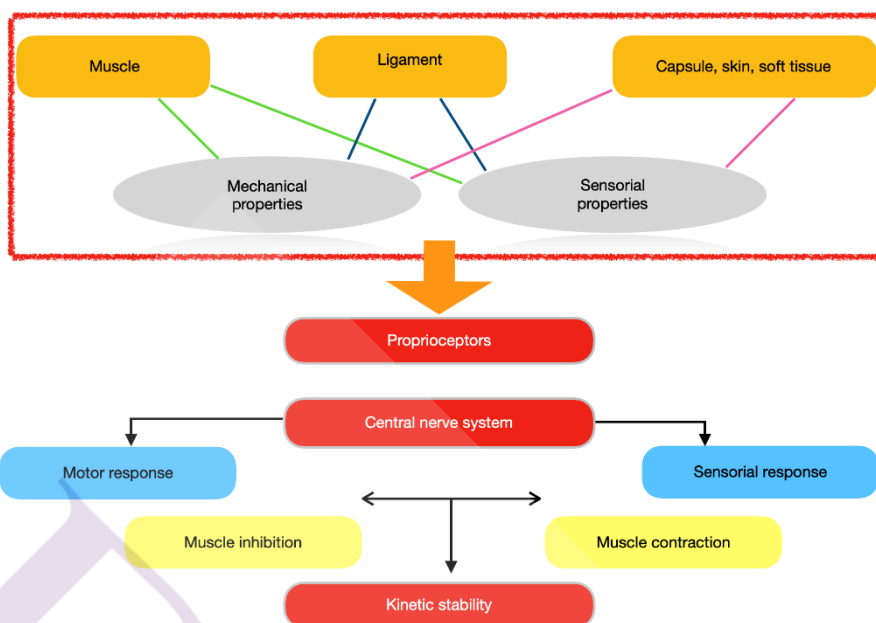 Muscle
Ligament
Capsule, skin, soft tissue
Mechanical
properties
Sensorial
properties
Proprioceptors
Central nerve system
Motor response
Sensorial response
Muscle inhibition
Muscle contraction
Kinetic stability